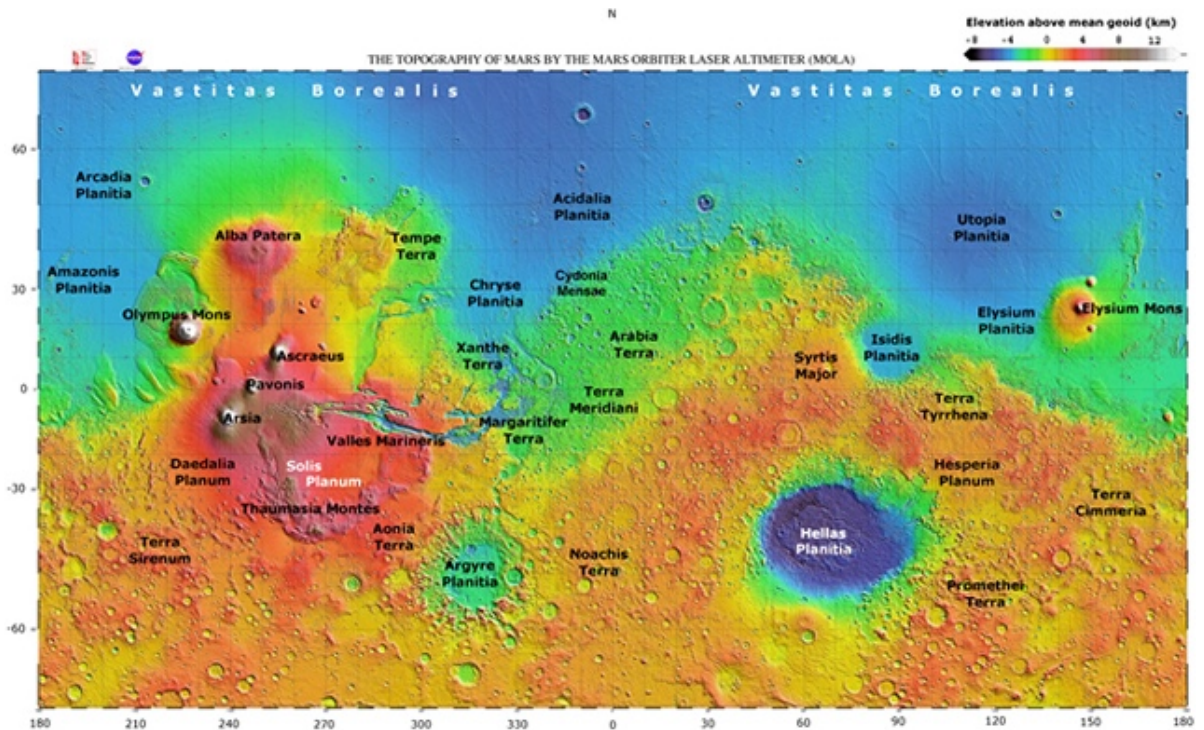 N
Elevation above mean geoid (km)
-8 -4 0 4 8 12
THE TOPOGRAPHY OF MARS BY THE MARS ORBITER LASER ALTIMETER (MOLA)
Vastitas Borealis
Vastitas Borealis
60
Arcadia
Planitia
Acidalia
Planitia
Utopia
Planitia
Alba Patera
Tempe
Terra
Amazonis
Planitia
Chryse
Planitia
Cydonia
Mensae
30
Olympus Mons
Elysium
Planitia
Elysium Mons
Ascraeus
Xanthe
Terra
Arabia
Terra
Isidis
Planitia
Syrtis
Major
0
Pavonis
Arsia
Terra
Meridiani
Terra
Tyrrhena
Margaritifer
Terra
Valles Marineris
Daedalia
Planum
Solis
Planum
Hesperia
Planum
-30
Thaumasia Montes
Terra
Cimmeria
Terra
Sirenum
Aonia
Terra
Hellas
Planitia
Noachis
Terra
Argyre
Planitia
Promethei
Terra
-60
180 210 240 270 300 330 0 30 60 90 120 150 180